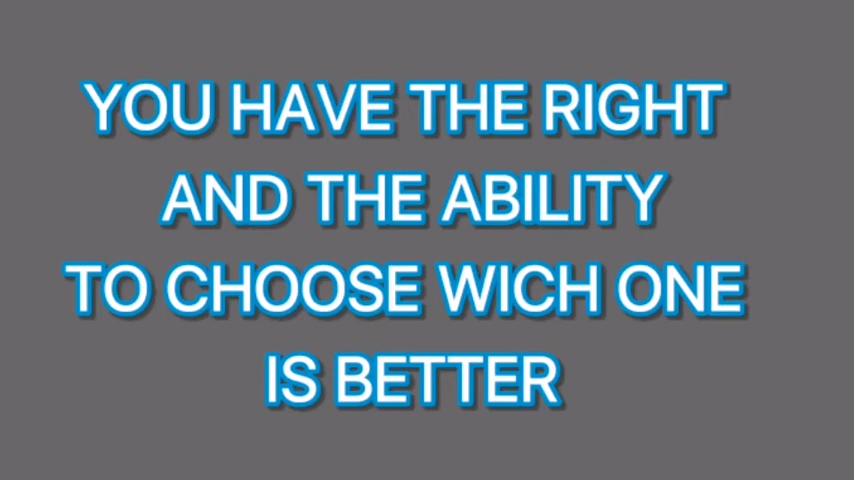 YOU HAVE THE RIGHT
AND THE ABILITY
TO CHOOSE WICH ONE
IS BETTER